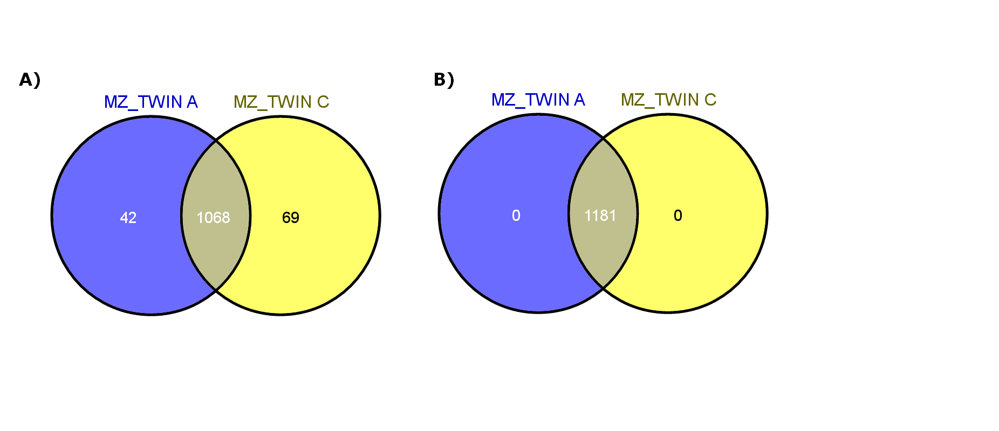 A)
MZ_TWIN A
MZ_TWIN C
42
1068
69
B)
MZ_TWIN A
MZ_TWIN C
0
1181
0